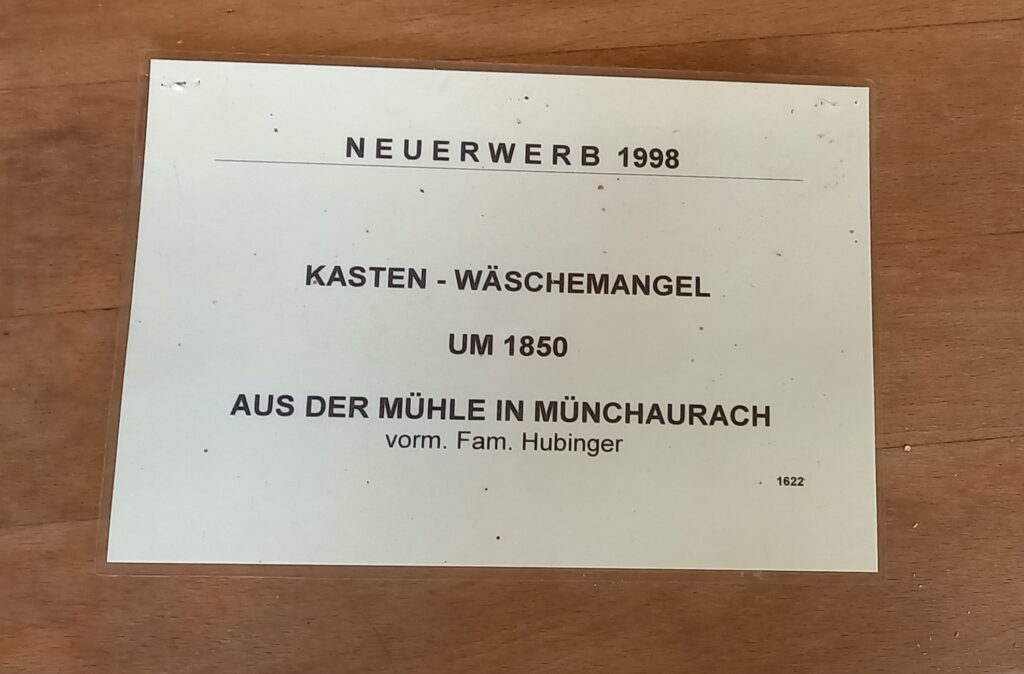 NEUERWERB 1998
KASTEN - WÄSCHEMANGEL
UM 1850
AUS DER MÜHLE IN MÜNCHAURACH
vorm. Fam. Hubinger
1622